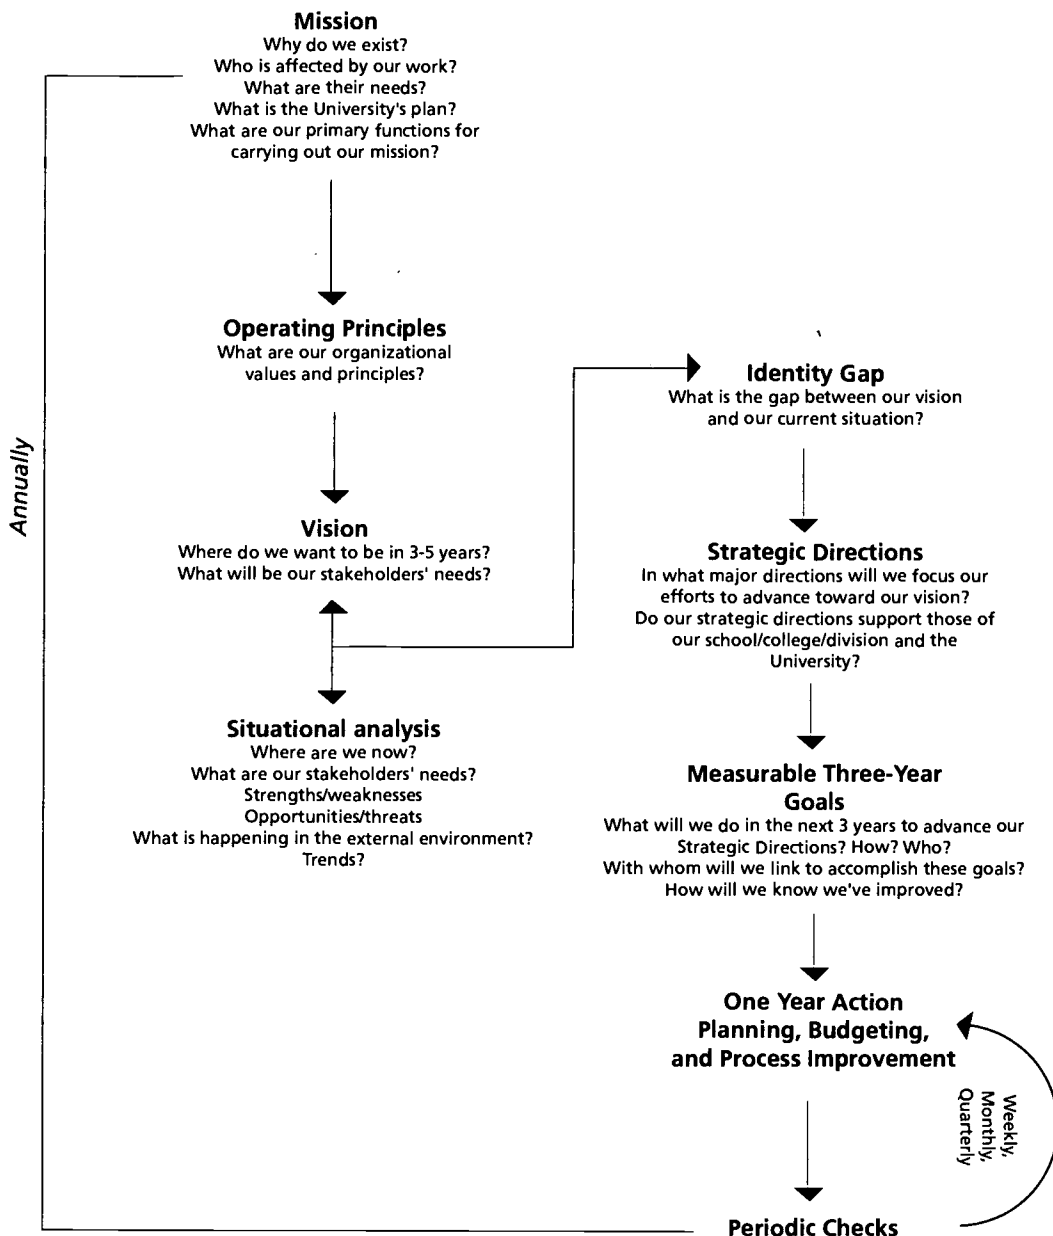 Mission
Why do we exist?
Who is affected by our work?
What are their needs?
What is the University's plan?
What are our primary functions for
carrying out our mission?
Operating Principles
What are our organizational
values and principles?
Vision
Where do we want to be in 3-5 years?
What will be our stakeholders' needs?
Situational analysis
Where are we now?
What are our stakeholders' needs?
Strengths/weaknesses
Opportunities/threats
What is happening in the external environment?
Trends?
Annually
Identity Gap
What is the gap between our vision
and our current situation?
Strategic Directions
In what major directions will we focus our
efforts to advance toward our vision?
Do our strategic directions support those of
our school/college/division and the
University?
Measurable Three-Year
Goals
What will we do in the next 3 years to advance our
Strategic Directions? How? Who?
With whom will we link to accomplish these goals?
How will we know we've improved?
One Year Action
Planning, Budgeting,
and Process Improvement
Weekly,
Monthly,
Quarterly
Periodic Checks